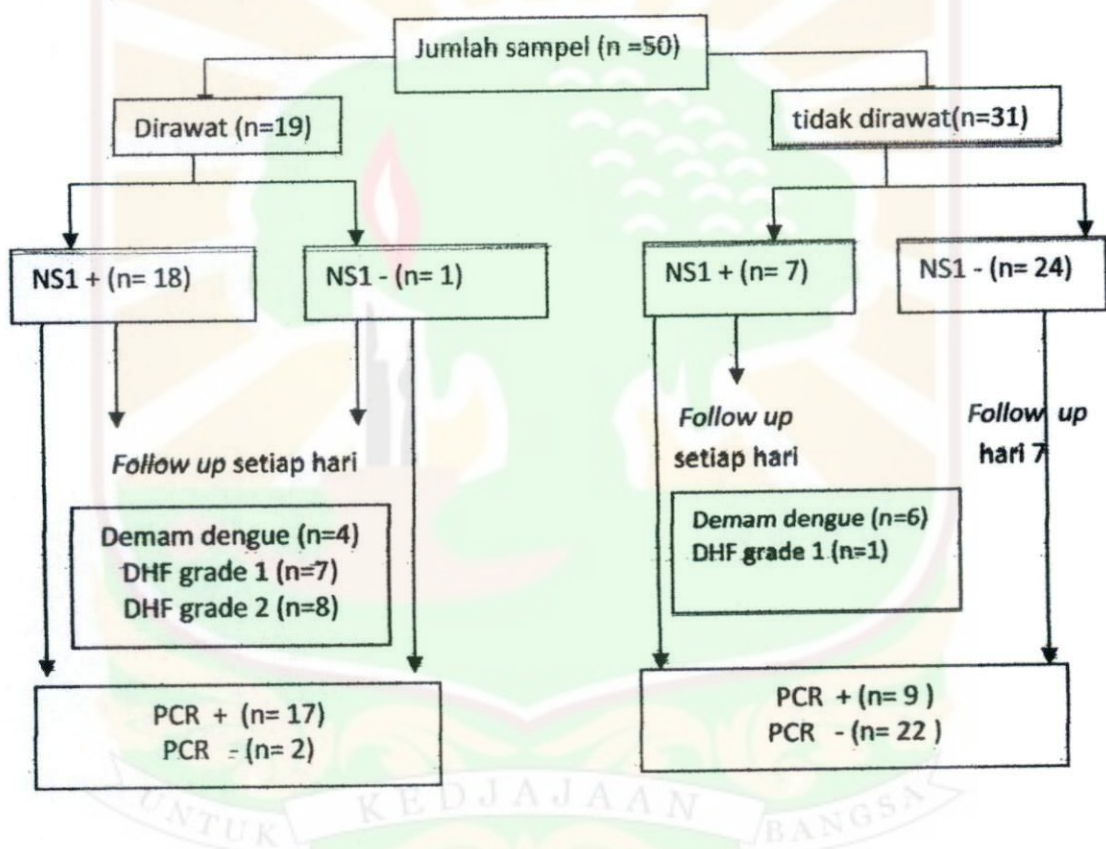 Jumlah sampel (n =50)
Dirawat (n=19)
tidak dirawat(n=31)
NS1 + (n= 18)
NS1 - (n= 1)
NS1 + (n= 7)
NS1 - (n= 24)
Follow up setiap hari
Follow up
setiap hari
Follow up
hari 7
Demam dengue (n=4)
DHF grade 1 (n=7)
DHF grade 2 (n=8)
Demam dengue (n=6)
DHF grade 1 (n=1)
PCR + (n= 17)
PCR - (n= 2)
PCR + (n= 9 )
PCR - (n= 22 )
UNTUK KEDJAJAAN BANGSA